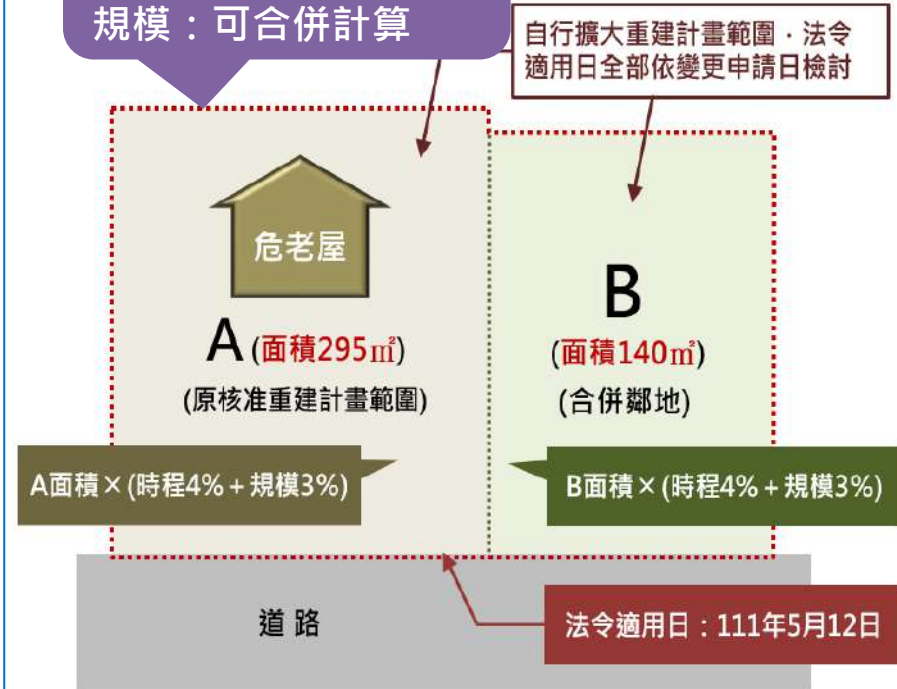 規模：可合併計算
自行擴大重建計畫範圍，法令
適用日全部依變更申請日檢討
危老屋
A (面積295㎡)
(原核准重建計畫範圍)
B
(面積140㎡)
(合併鄰地)
A面積×(時程4%＋規模3%)
B面積×(時程4%＋規模3%)
道路
法令適用日：111年5月12日